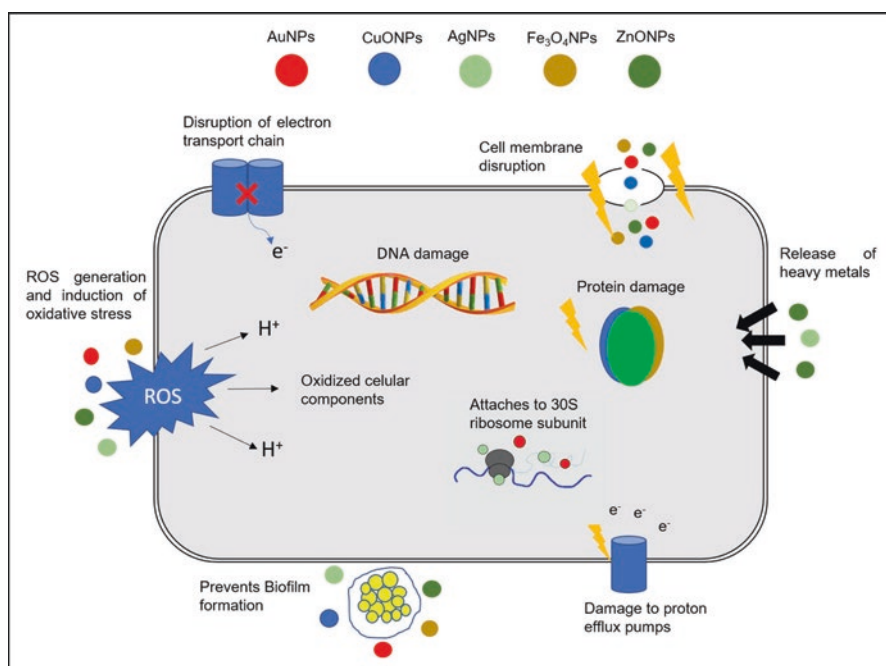 AuNPs
CuONPs
AgNPs
Fe₃O₄NPs
ZnONPs
Disruption of electron
transport chain
e⁻
Cell membrane
disruption
DNA damage
Release of
heavy metals
ROS generation
and induction of
oxidative stress
Protein damage
H⁺
ROS
Oxidized celular
components
H⁺
Attaches to 30S
ribosome subunit
e⁻ e⁻ e⁻
Prevents Biofilm
formation
Damage to proton
efflux pumps